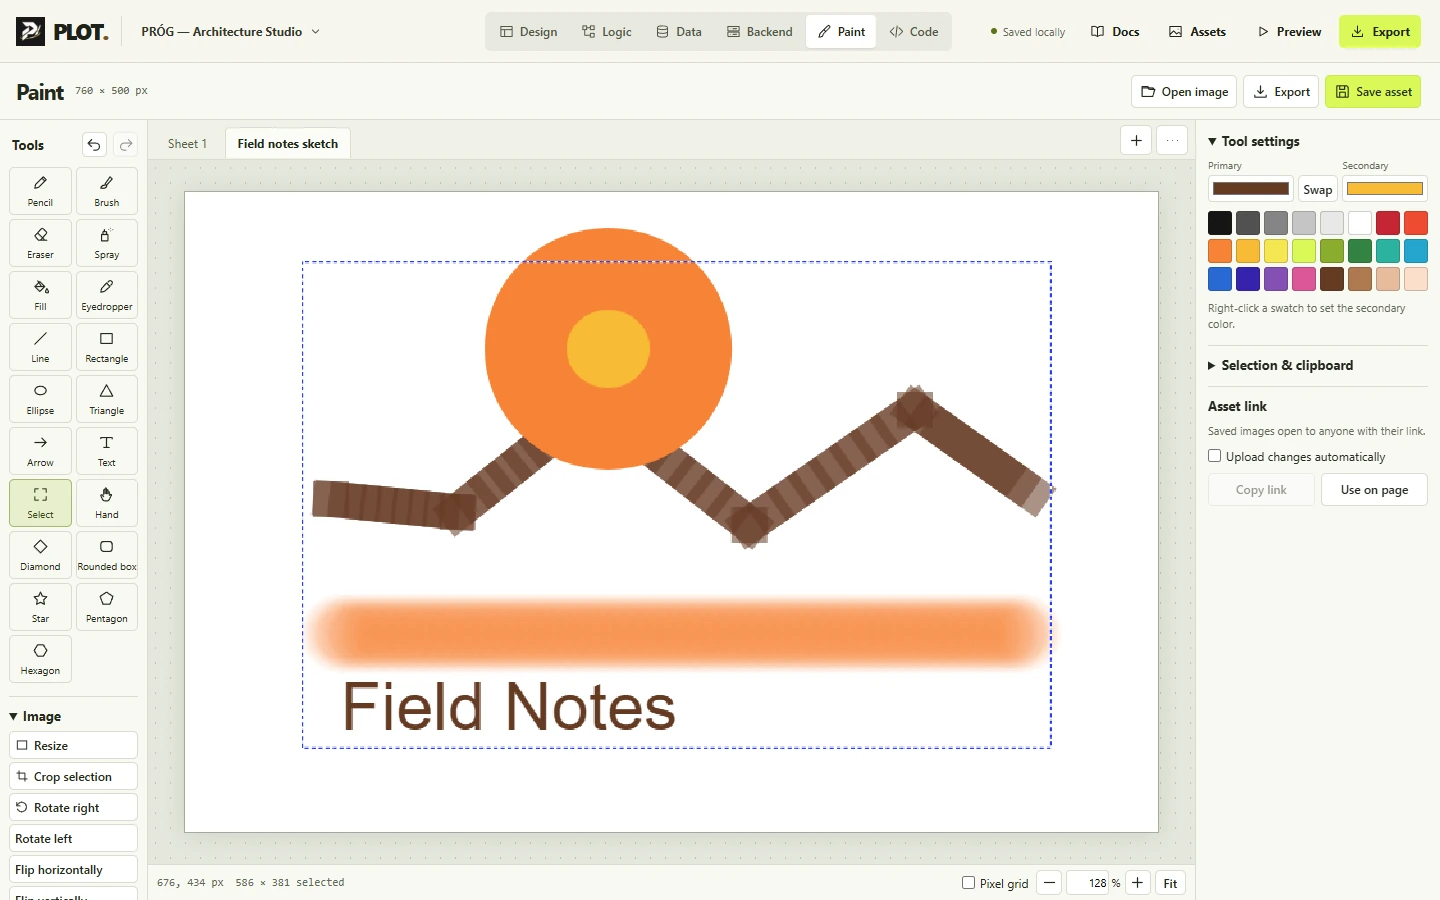 PLOT.
PRÓG — Architecture Studio
Design
Logic
Data
Backend
Paint
Code
Saved locally
Docs
Assets
Preview
Export
Paint
760 × 500 px
Open image
Export
Save asset
Tools
Pencil
Brush
Eraser
Spray
Fill
Eyedropper
Line
Rectangle
Ellipse
Triangle
Arrow
Text
Select
Hand
Diamond
Rounded box
Star
Pentagon
Hexagon
Image
Resize
Crop selection
Rotate right
Rotate left
Flip horizontally
Flip vertically
Sheet 1
Field notes sketch
Field Notes
676, 434 px 586 × 381 selected
Pixel grid
128 %
Fit
Tool settings
Primary
Secondary
Swap
Right-click a swatch to set the secondary
color.
Selection & clipboard
Asset link
Saved images open to anyone with their link.
Upload changes automatically
Copy link
Use on page